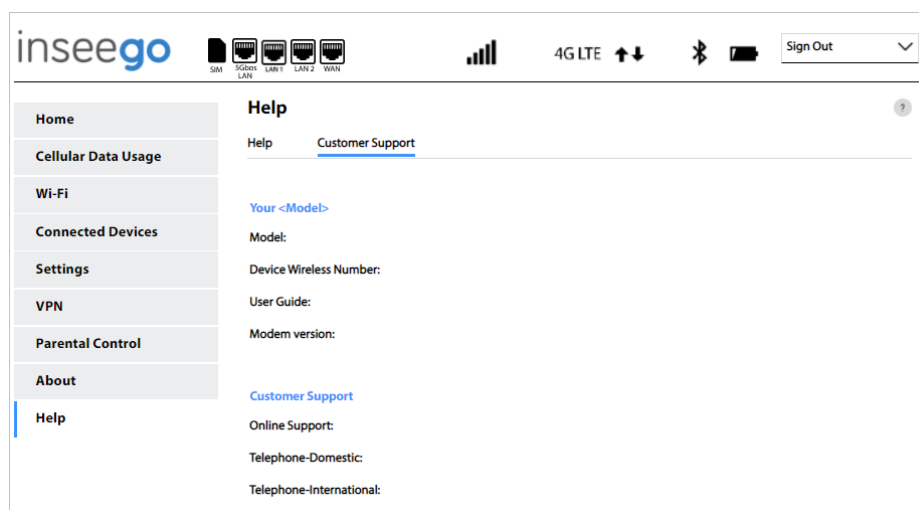 inseego
SIM
5Gbps LAN
LAN 1
LAN 2
WAN
4G LTE
Sign Out
Home
Cellular Data Usage
Wi-Fi
Connected Devices
Settings
VPN
Parental Control
About
Help
Help
?
Help
Customer Support
Your <Model>
Model:
Device Wireless Number:
User Guide:
Modem version:
Customer Support
Online Support:
Telephone-Domestic:
Telephone-International: